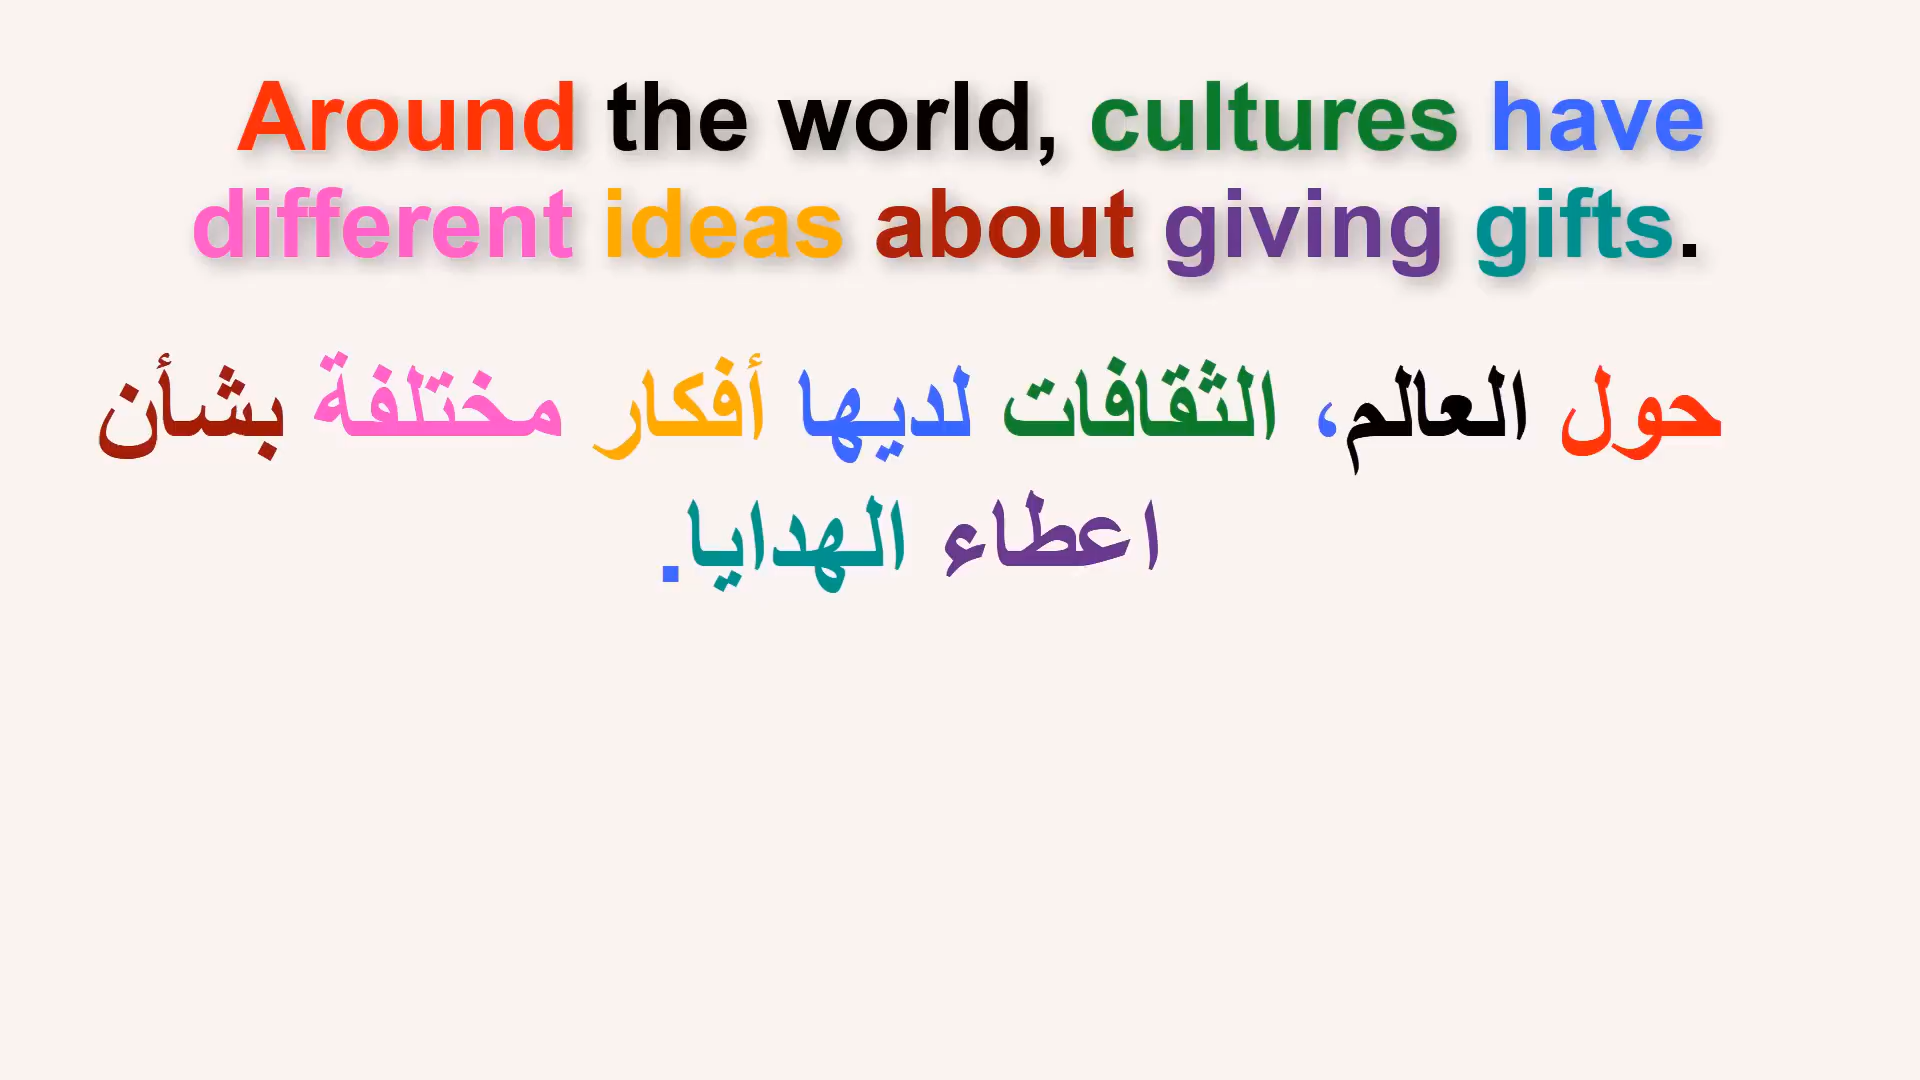 Around the world, cultures have
different ideas about giving gifts.
حول العالم، الثقافات لديها أفكار مختلفة بشأن
اعطاء الهدايا.